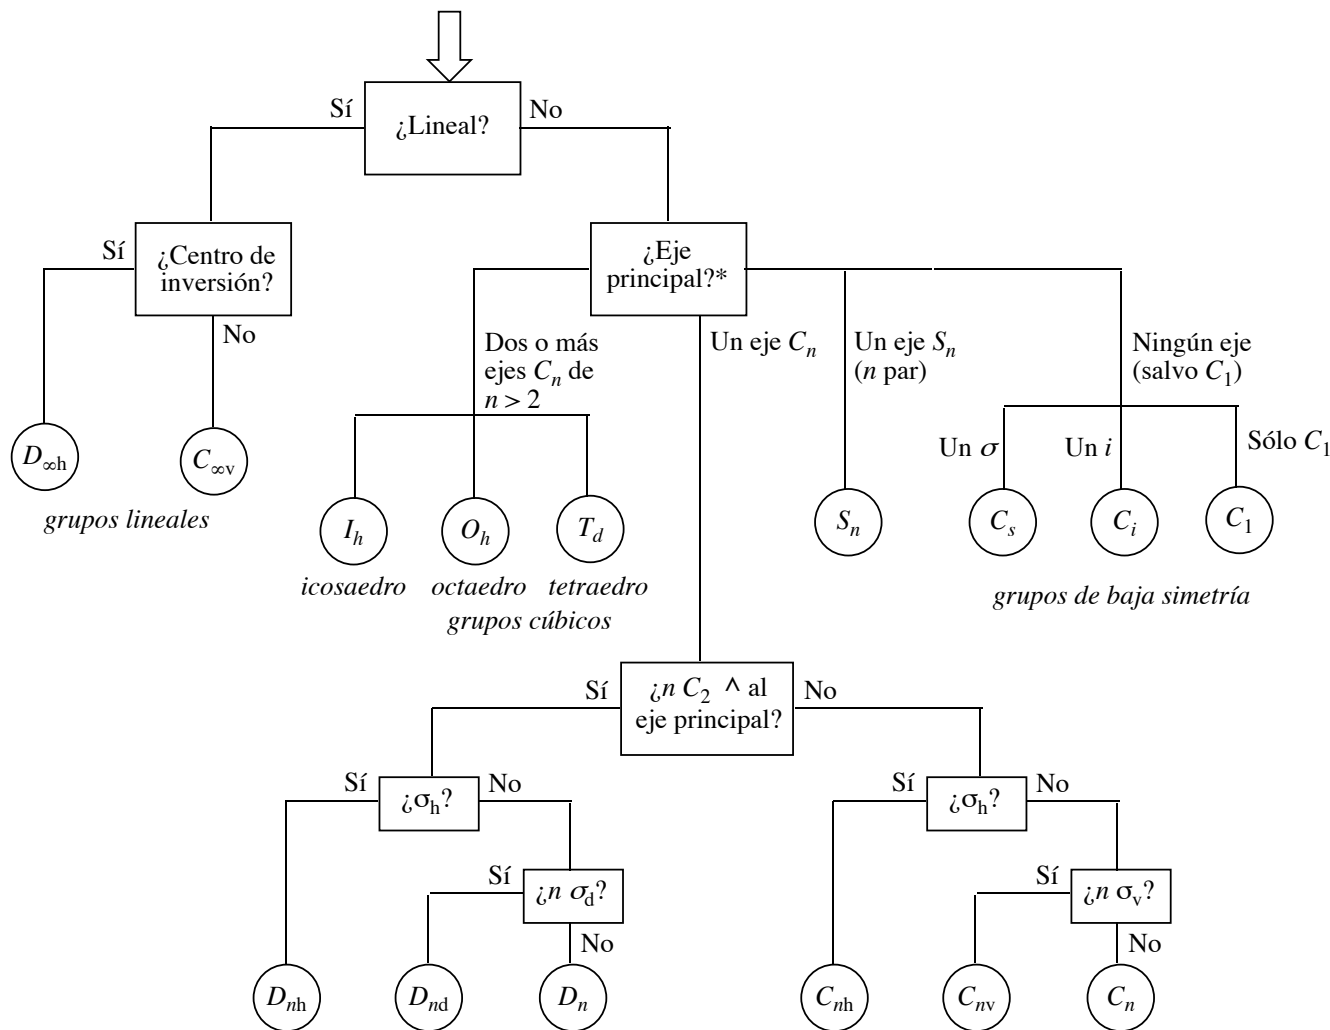 Sí
No
¿Lineal?
Sí
¿Centro de
inversión?
No
¿Eje
principal?*
Dos o más
ejes Cn de
n > 2
Un eje Cn
Un eje Sn
(n par)
Ningún eje
(salvo C1)
Un σ
Un i
Sólo C1
D∞h
C∞v
grupos lineales
Ih
Oh
Td
Sn
Cs
Ci
C1
icosaedro
octaedro
tetraedro
grupos cúbicos
grupos de baja simetría
Sí
¿n C2 ^ al
eje principal?
No
Sí
¿σh?
No
Sí
¿σh?
No
Sí
¿n σd?
No
Sí
¿n σv?
No
Dnh
Dnd
Dn
Cnh
Cnv
Cn